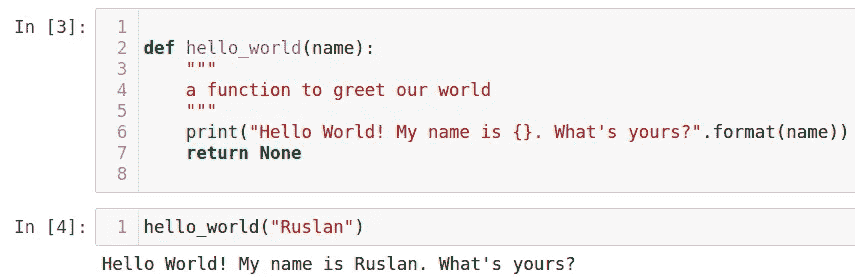 In [3]:
1
2 def hello_world(name):
3     """
4     a function to greet our world
5     """
6     print("Hello World! My name is {}. What's yours?".format(name))
7     return None
8
In [4]: 1 hello_world("Ruslan")
Hello World! My name is Ruslan. What's yours?